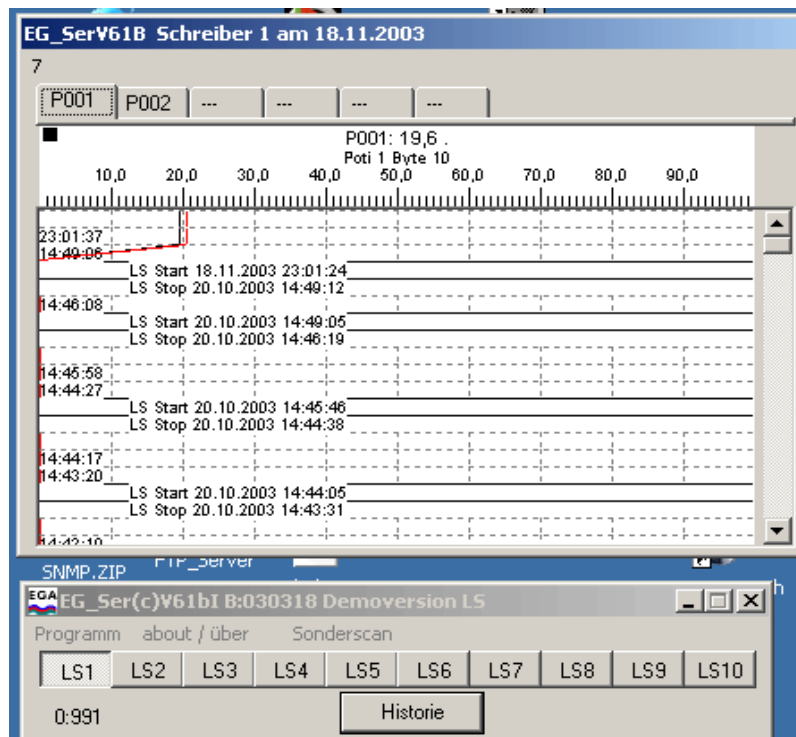 EG_SerV61B Schreiber 1 am 18.11.2003
7
P001 P002 --- --- --- ---
P001: 19,6 .
Poti 1 Byte 10
10,0 20,0 30,0 40,0 50,0 60,0 70,0 80,0 90,0
23:01:37
14:49:06
LS Start 18.11.2003 23:01:24
LS Stop 20.10.2003 14:49:12
14:46:08
LS Start 20.10.2003 14:49:05
LS Stop 20.10.2003 14:46:19
14:45:58
14:44:27
LS Start 20.10.2003 14:45:46
LS Stop 20.10.2003 14:44:38
14:44:17
14:43:20
LS Start 20.10.2003 14:44:05
LS Stop 20.10.2003 14:43:31
14:43:10
SNMP.ZIP FTP_Server
EGA EG_Ser(c)V61bI B:030318 Demoversion LS
Programm about / über Sonderscan
LS1 LS2 LS3 LS4 LS5 LS6 LS7 LS8 LS9 LS10
0:991 Historie